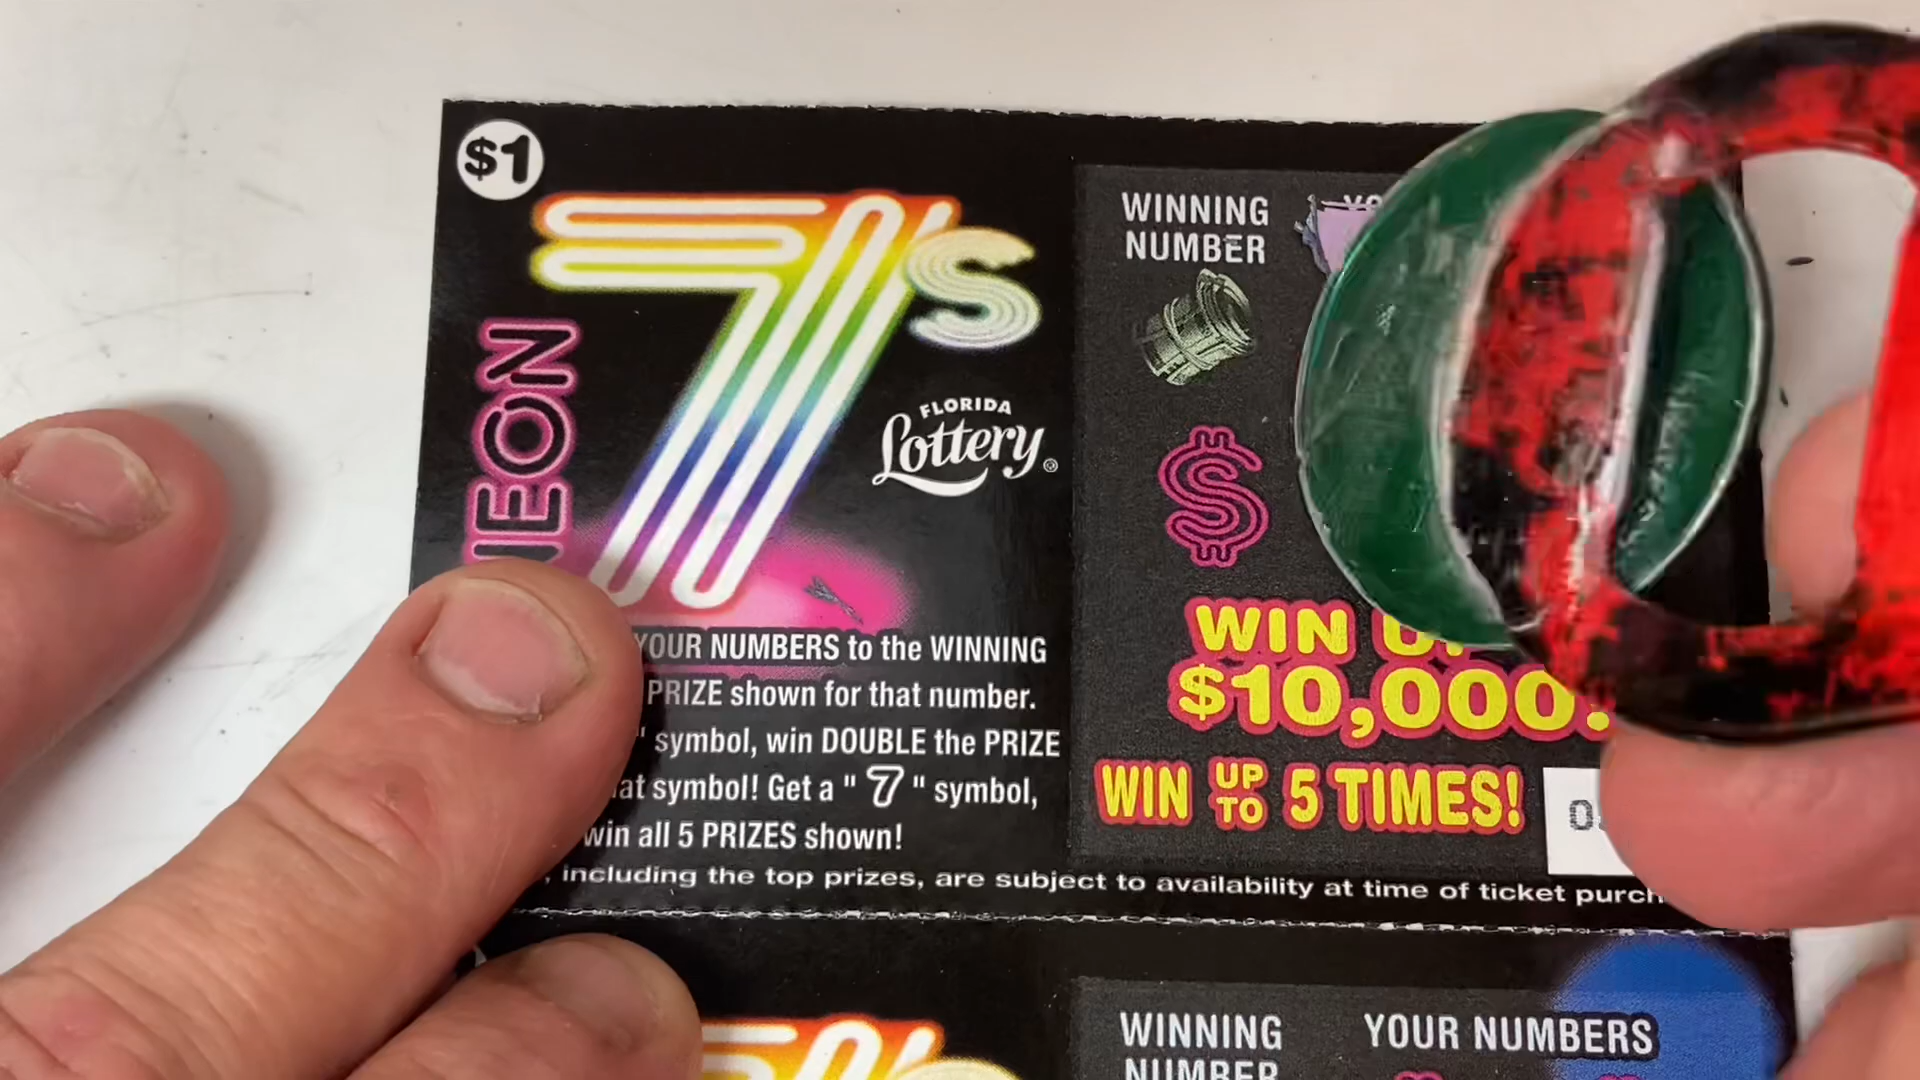 $1
NEON
7's
FLORIDA
Lottery®
YOUR NUMBERS to the WINNING
PRIZE shown for that number.
" symbol, win DOUBLE the PRIZE
at symbol! Get a " 7 " symbol,
win all 5 PRIZES shown!
, including the top prizes, are subject to availability at time of ticket
WINNING
NUMBER
$
WIN
$10,000!
WIN UP TO 5 TIMES!
WINNING YOUR NUMBERS
NUMBER